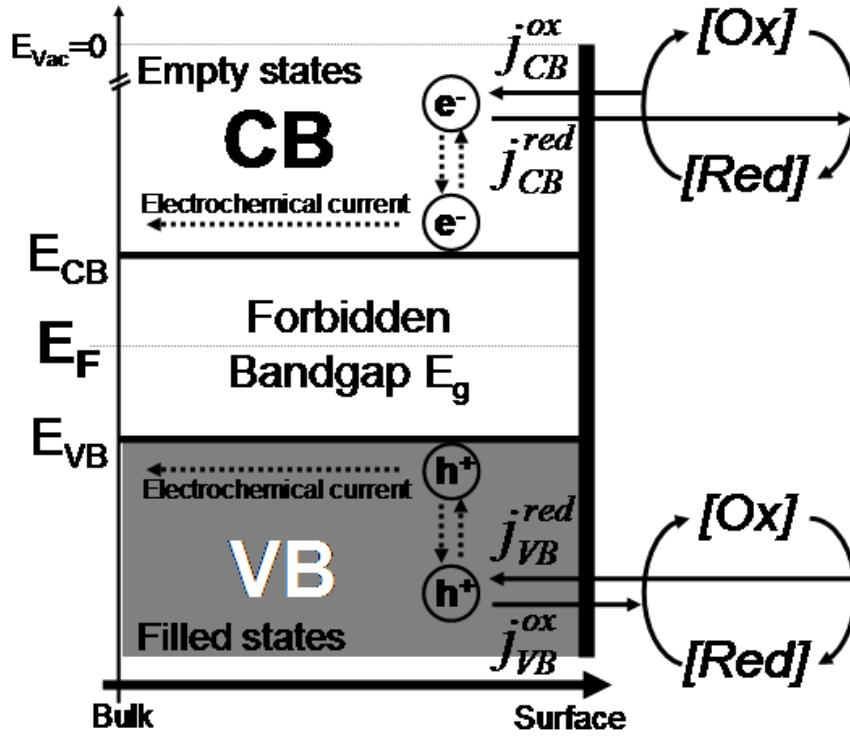 E_Vac=0
Empty states
CB
e⁻
e⁻
Electrochemical current
j_CB^ox
j_CB^red
[Ox]
[Red]
E_CB
E_F
Forbidden
Bandgap E_g
E_VB
h⁺
Electrochemical current
VB
h⁺
Filled states
j_VB^red
j_VB^ox
[Ox]
[Red]
Bulk
Surface